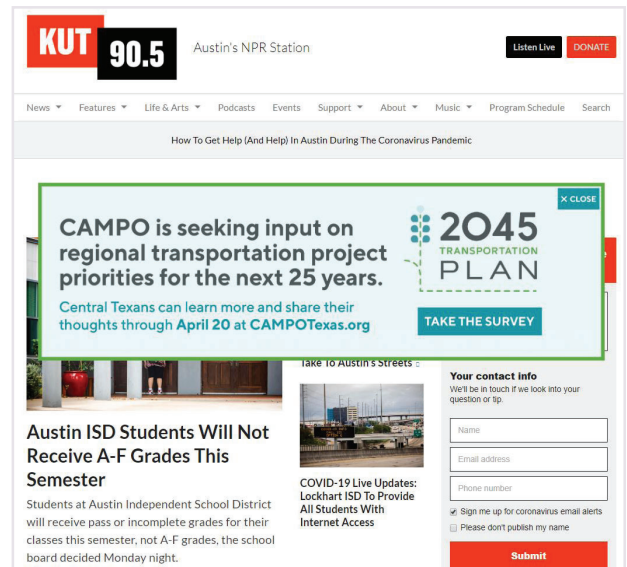 KUT 90.5
Austin's NPR Station
Listen Live
DONATE
News
Features
Life & Arts
Podcasts
Events
Support
About
Music
Program Schedule
Search
How To Get Help (And Help) In Austin During The Coronavirus Pandemic
X CLOSE
CAMPO is seeking input on
regional transportation project
priorities for the next 25 years.
Central Texans can learn more and share their
thoughts through April 20 at CAMPOTexas.org
2045
TRANSPORTATION
PLAN
TAKE THE SURVEY
Take To Austin's Streets
Austin ISD Students Will Not
Receive A-F Grades This
Semester
Students at Austin Independent School District
will receive pass or incomplete grades for their
classes this semester, not A-F grades, the school
board decided Monday night.
COVID-19 Live Updates:
Lockhart ISD To Provide
All Students With
Internet Access
Your contact info
We'll be in touch if we look into your
question or tip.
Name
Email address
Phone number
Sign me up for coronavirus email alerts
Please don't publish my name
Submit